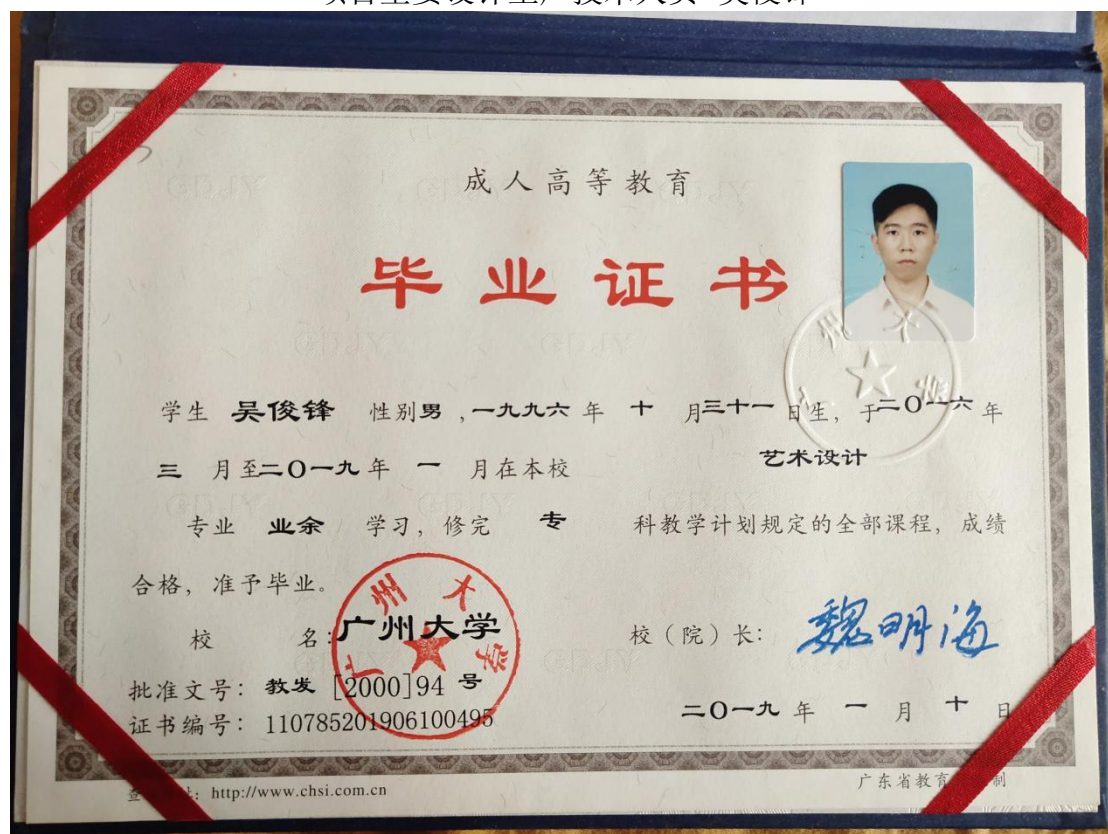 成人高等教育
毕业证书
学生 吴俊锋 性别男，一九九六年 十 月三十一日生，于二〇一六年
三 月至二〇一九年 一 月在本校 艺术设计
专业 业余 学习，修完 专 科教学计划规定的全部课程，成绩
合格，准予毕业。
校 名：广州大学 校（院）长：魏明海
批准文号：教发 [2000]94 号
证书编号：110785201906100495 二〇一九年 一 月 十 日
http://www.chsi.com.cn 广东省教育 制
广州大学